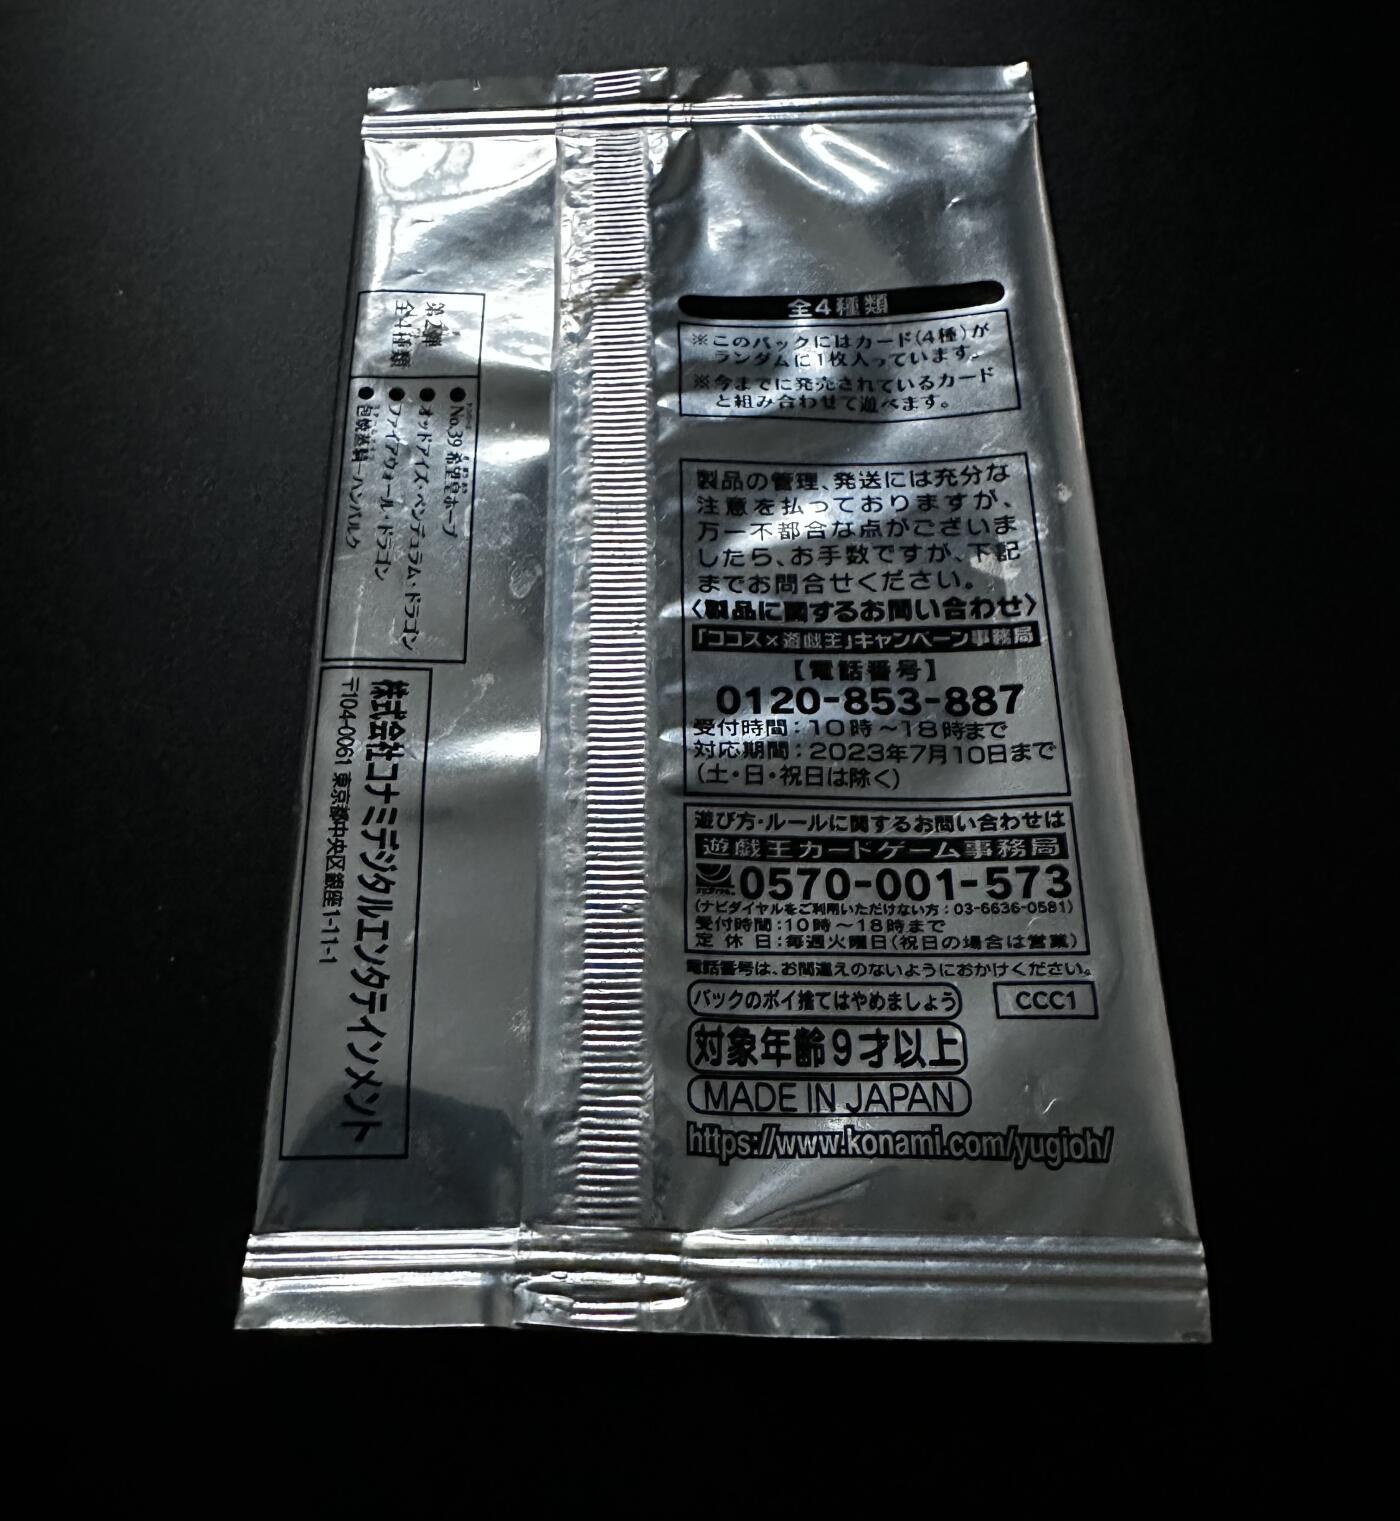 全4種類
※このパックにはカード(4種)が
ランダムに1枚入っています。
※今までに発売されているカード
と組み合わせて遊べます。
製品の管理、発送には充分な
注意を払っておりますが、
万一不都合な点がございま
したら、お手数ですが、下記
までお問合せください。
〈製品に関するお問い合わせ〉
「ココス×遊戯王」キャンペーン事務局
【電話番号】
0120-853-887
受付時間：10時～18時まで
対応期間：2023年7月10日まで
(土・日・祝日は除く)
遊び方・ルールに関するお問い合わせは
遊戯王カードゲーム事務局
0570-001-573
(ナビダイヤルをご利用いただけない方：03-6636-0581)
受付時間：10時～18時まで
定休日：毎週火曜日(祝日の場合は営業)
電話番号は、お間違えのないようにおかけください。
パックのポイ捨てはやめましょう
CCC1
対象年齢9才以上
MADE IN JAPAN
https://www.konami.com/yugioh/
第2弾
全4種類
●No.39 希望皇ホープ
●オッドアイズ・ペンデュラム・ドラゴン
●ファイアウォール・ドラゴン
●包焼蒸騎－ハンバルク
株式会社コナミデジタルエンタテインメント
〒104-0061 東京都中央区銀座1-11-1